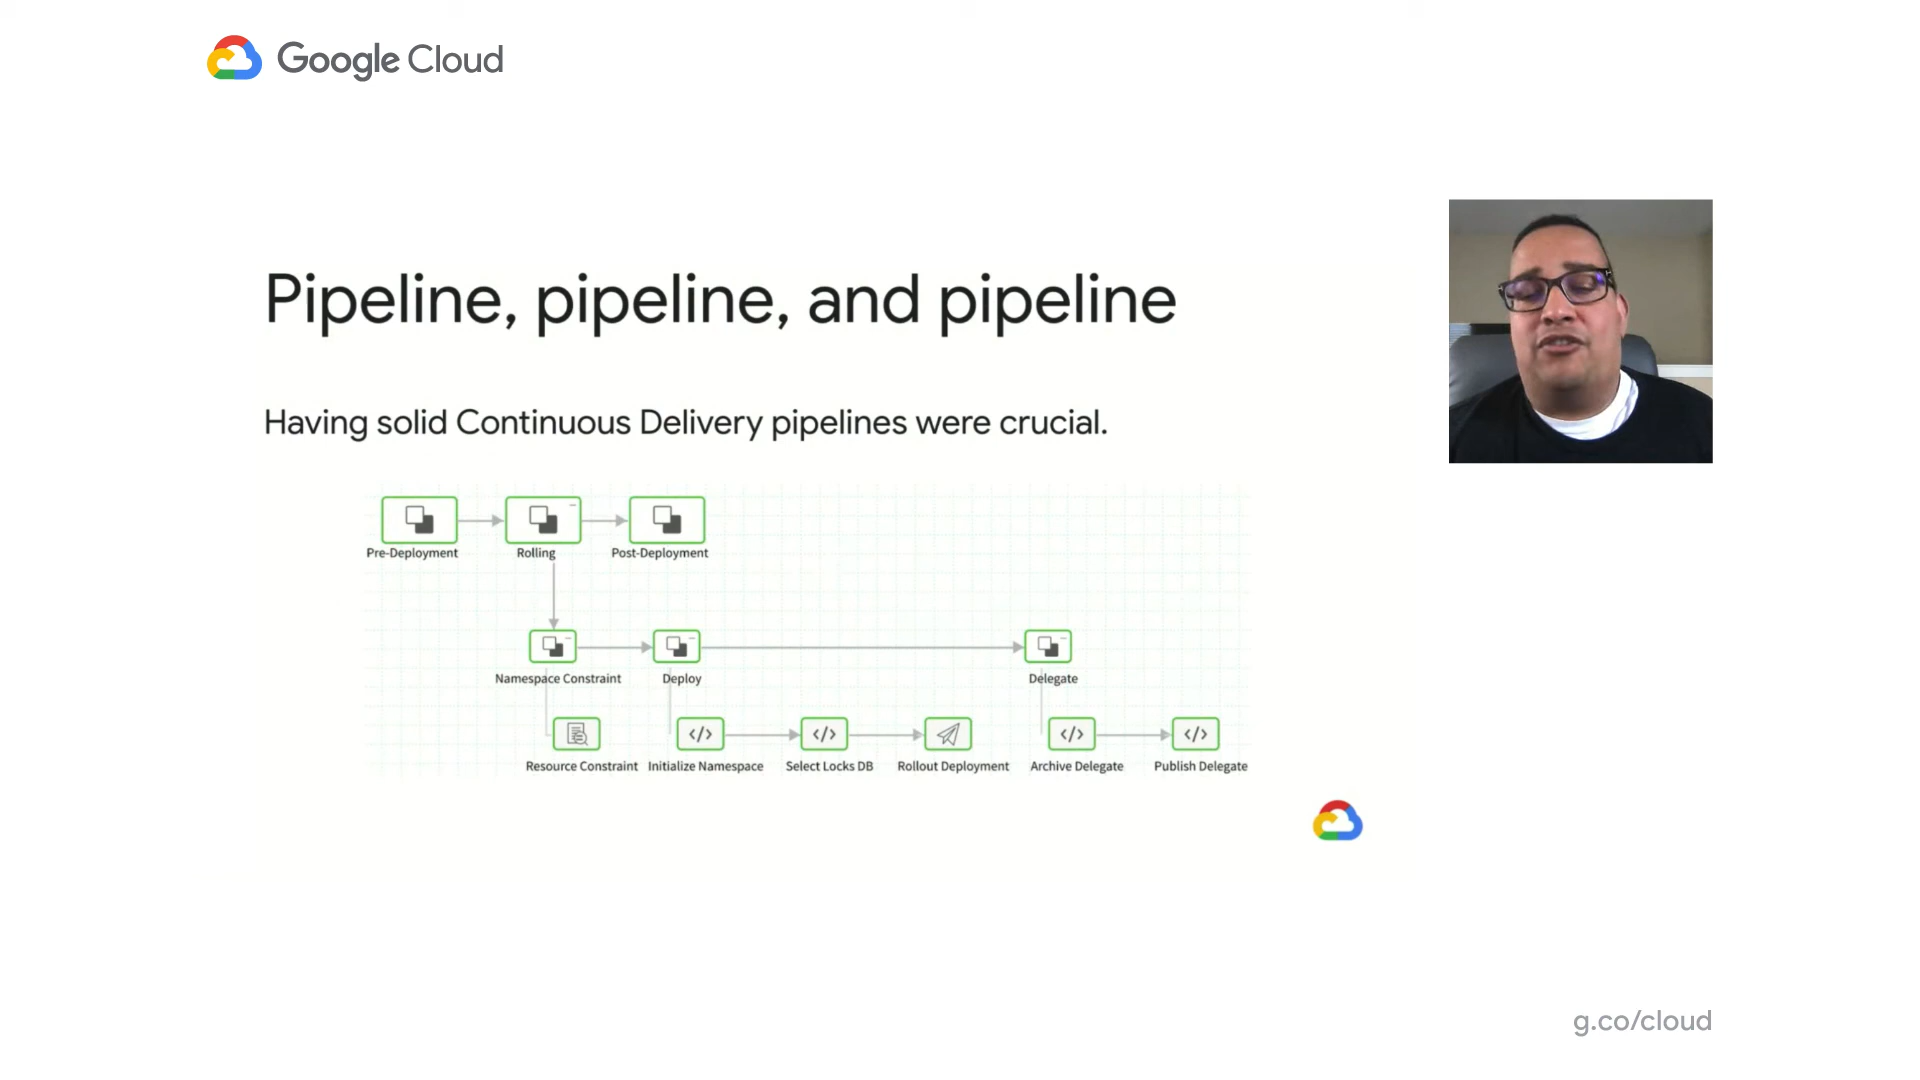 Google Cloud
Pipeline, pipeline, and pipeline
Having solid Continuous Delivery pipelines were crucial.
Pre-Deployment
Rolling
Post-Deployment
Namespace Constraint
Deploy
Delegate
</>
</>
</>
</>
Resource Constraint
Initialize Namespace
Select Locks DB
Rollout Deployment
Archive Delegate
Publish Delegate
g.co/cloud